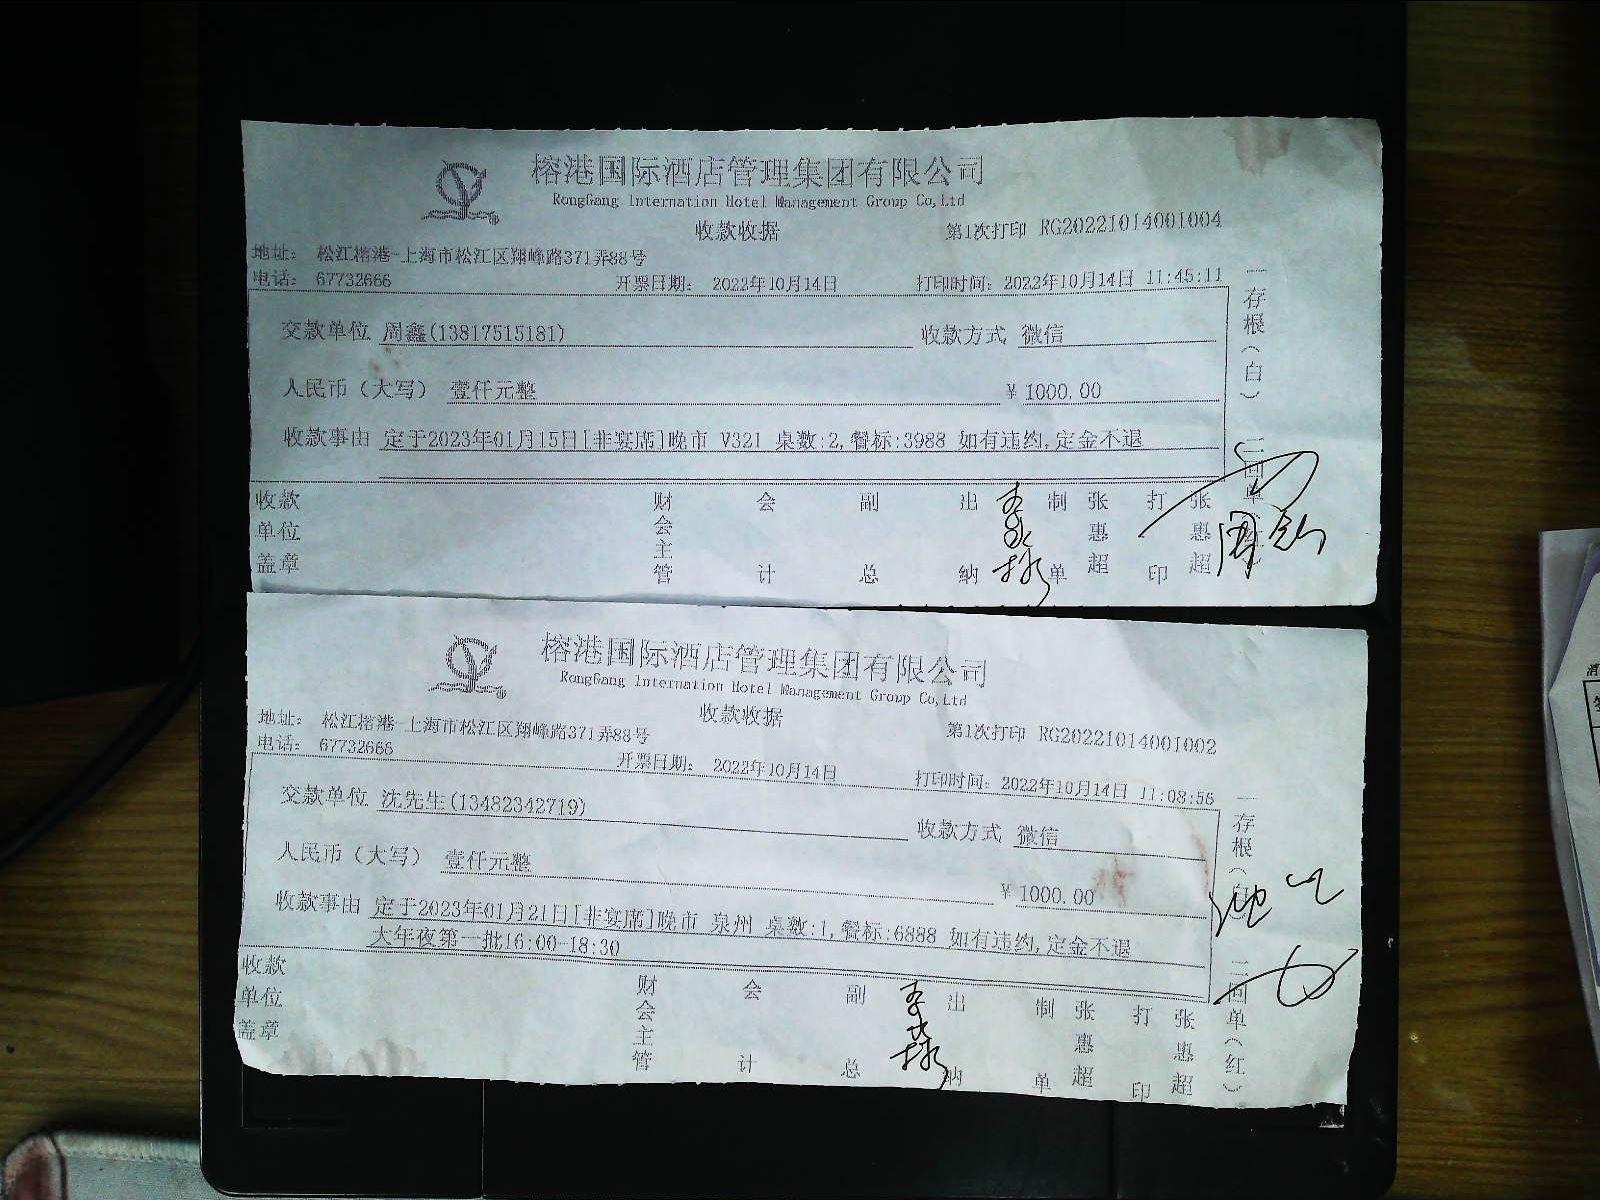 榕港国际酒店管理集团有限公司
RongGang Internation Hotel Management Group Co,Ltd
收款收据
第1次打印 RG20221014001004
地址： 松江榕港-上海市松江区翔峰路371弄88号
电话： 67732666 开票日期： 2022年10月14日 打印时间：2022年10月14日 11:45:11
交款单位 周鑫(13817515181) 收款方式 微信
人民币（大写） 壹仟元整 ￥1000.00
收款事由 定于2023年01月15日[非宴席]晚市 V321 桌数:2,餐标:3988 如有违约,定金不退
收款单位盖章 财会主管 会计 副总 出纳 制单 张惠超 打印 张惠超
一存根（白）
榕港国际酒店管理集团有限公司
RongGang Internation Hotel Management Group Co,Ltd
收款收据
第1次打印 RG20221014001002
地址： 松江榕港-上海市松江区翔峰路371弄88号
电话： 67732666 开票日期： 2022年10月14日 打印时间：2022年10月14日 11:08:56
交款单位 沈先生(13482342719) 收款方式 微信
人民币（大写） 壹仟元整 ￥1000.00
收款事由 定于2023年01月21日[非宴席]晚市 泉州 桌数:1,餐标:6888 如有违约,定金不退
大年夜第一批16:00-18:30
收款单位盖章 财会主管 会计 副总 出纳 制单 张惠超 打印 张惠超
一存根（白） 二回单（红）